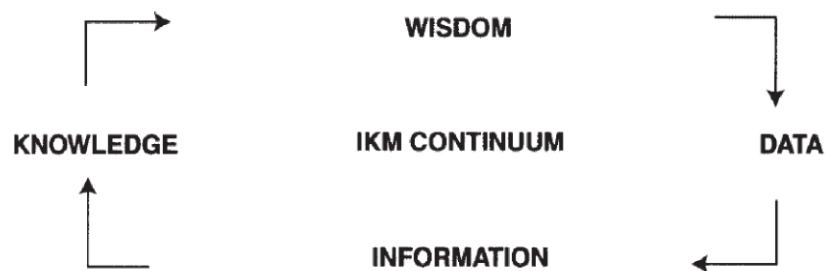 WISDOM
KNOWLEDGE IKM CONTINUUM DATA
INFORMATION